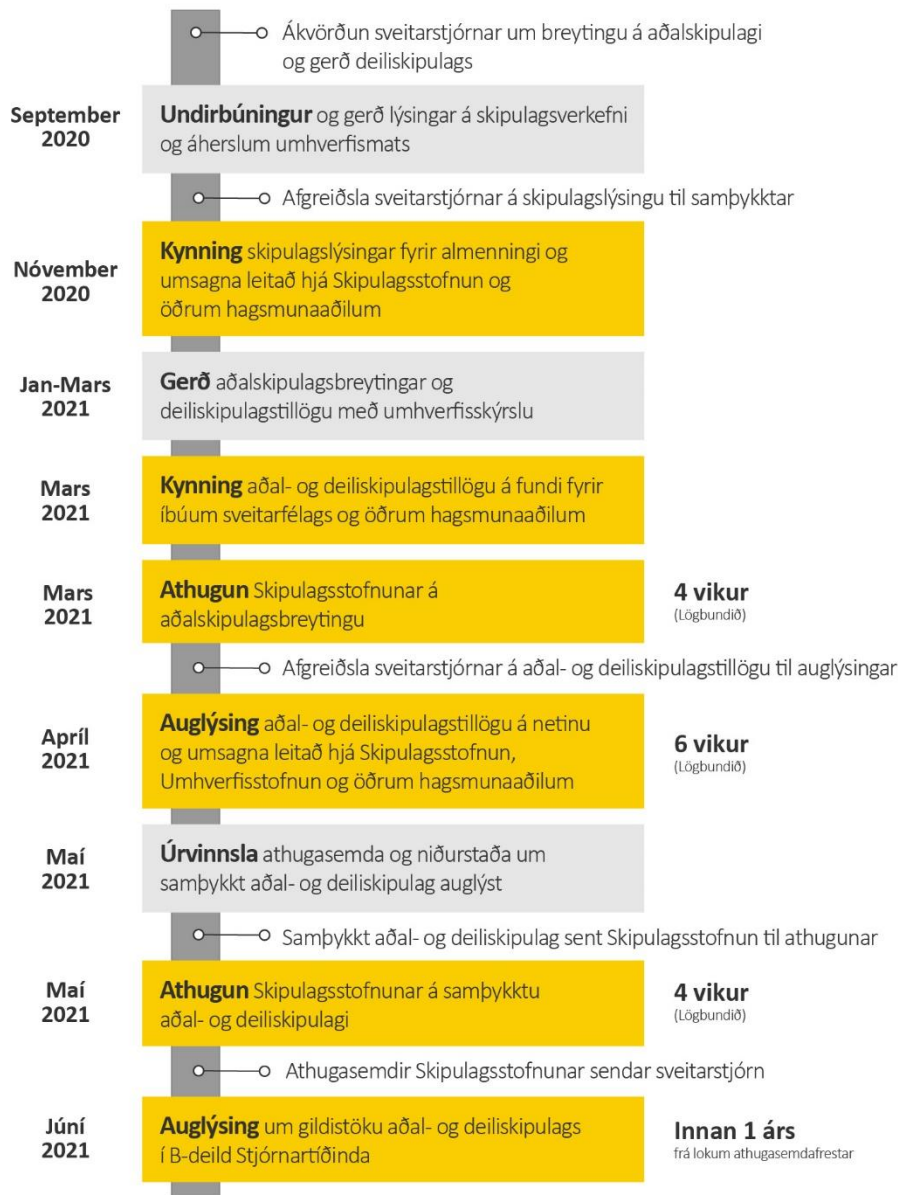 Ákvörðun sveitarstjórnar um breytingu á aðalskipulagi
og gerð deiliskipulags
September
2020
Undirbúningur og gerð lýsingar á skipulagsverkefni
og áherslum umhverfismats
Afgreiðsla sveitarstjórnar á skipulagslýsingu til samþykktar
Nóvember
2020
Kynning skipulagslýsingar fyrir almenningi og
umsagna leitað hjá Skipulagsstofnun og
öðrum hagsmunaaðilum
Jan-Mars
2021
Gerð aðalskipulagsbreytingar og
deiliskipulagstillögu með umhverfisskýrslu
Mars
2021
Kynning aðal- og deiliskipulagstillögu á fundi fyrir
íbúum sveitarfélags og öðrum hagsmunaaðilum
Mars
2021
Athugun Skipulagsstofnunar á
aðalskipulagsbreytingu
4 vikur
(Lögbundið)
Afgreiðsla sveitarstjórnar á aðal- og deiliskipulagstillögu til auglýsingar
Apríl
2021
Auglýsing aðal- og deiliskipulagstillögu á netinu
og umsagna leitað hjá Skipulagsstofnun,
Umhverfisstofnun og öðrum hagsmunaaðilum
6 vikur
(Lögbundið)
Maí
2021
Úrvinnsla athugasemda og niðurstaða um
samþykkt aðal- og deiliskipulag auglýst
Samþykkt aðal- og deiliskipulag sent Skipulagsstofnun til athugunar
Maí
2021
Athugun Skipulagsstofnunar á samþykktu
aðal- og deiliskipulagi
4 vikur
(Lögbundið)
Athugasemdir Skipulagsstofnunar sendar sveitarstjórn
Júní
2021
Auglýsing um gildistöku aðal- og deiliskipulags
í B-deild Stjórnartíðinda
Innan 1 árs
frá lokum athugasemdafrestar